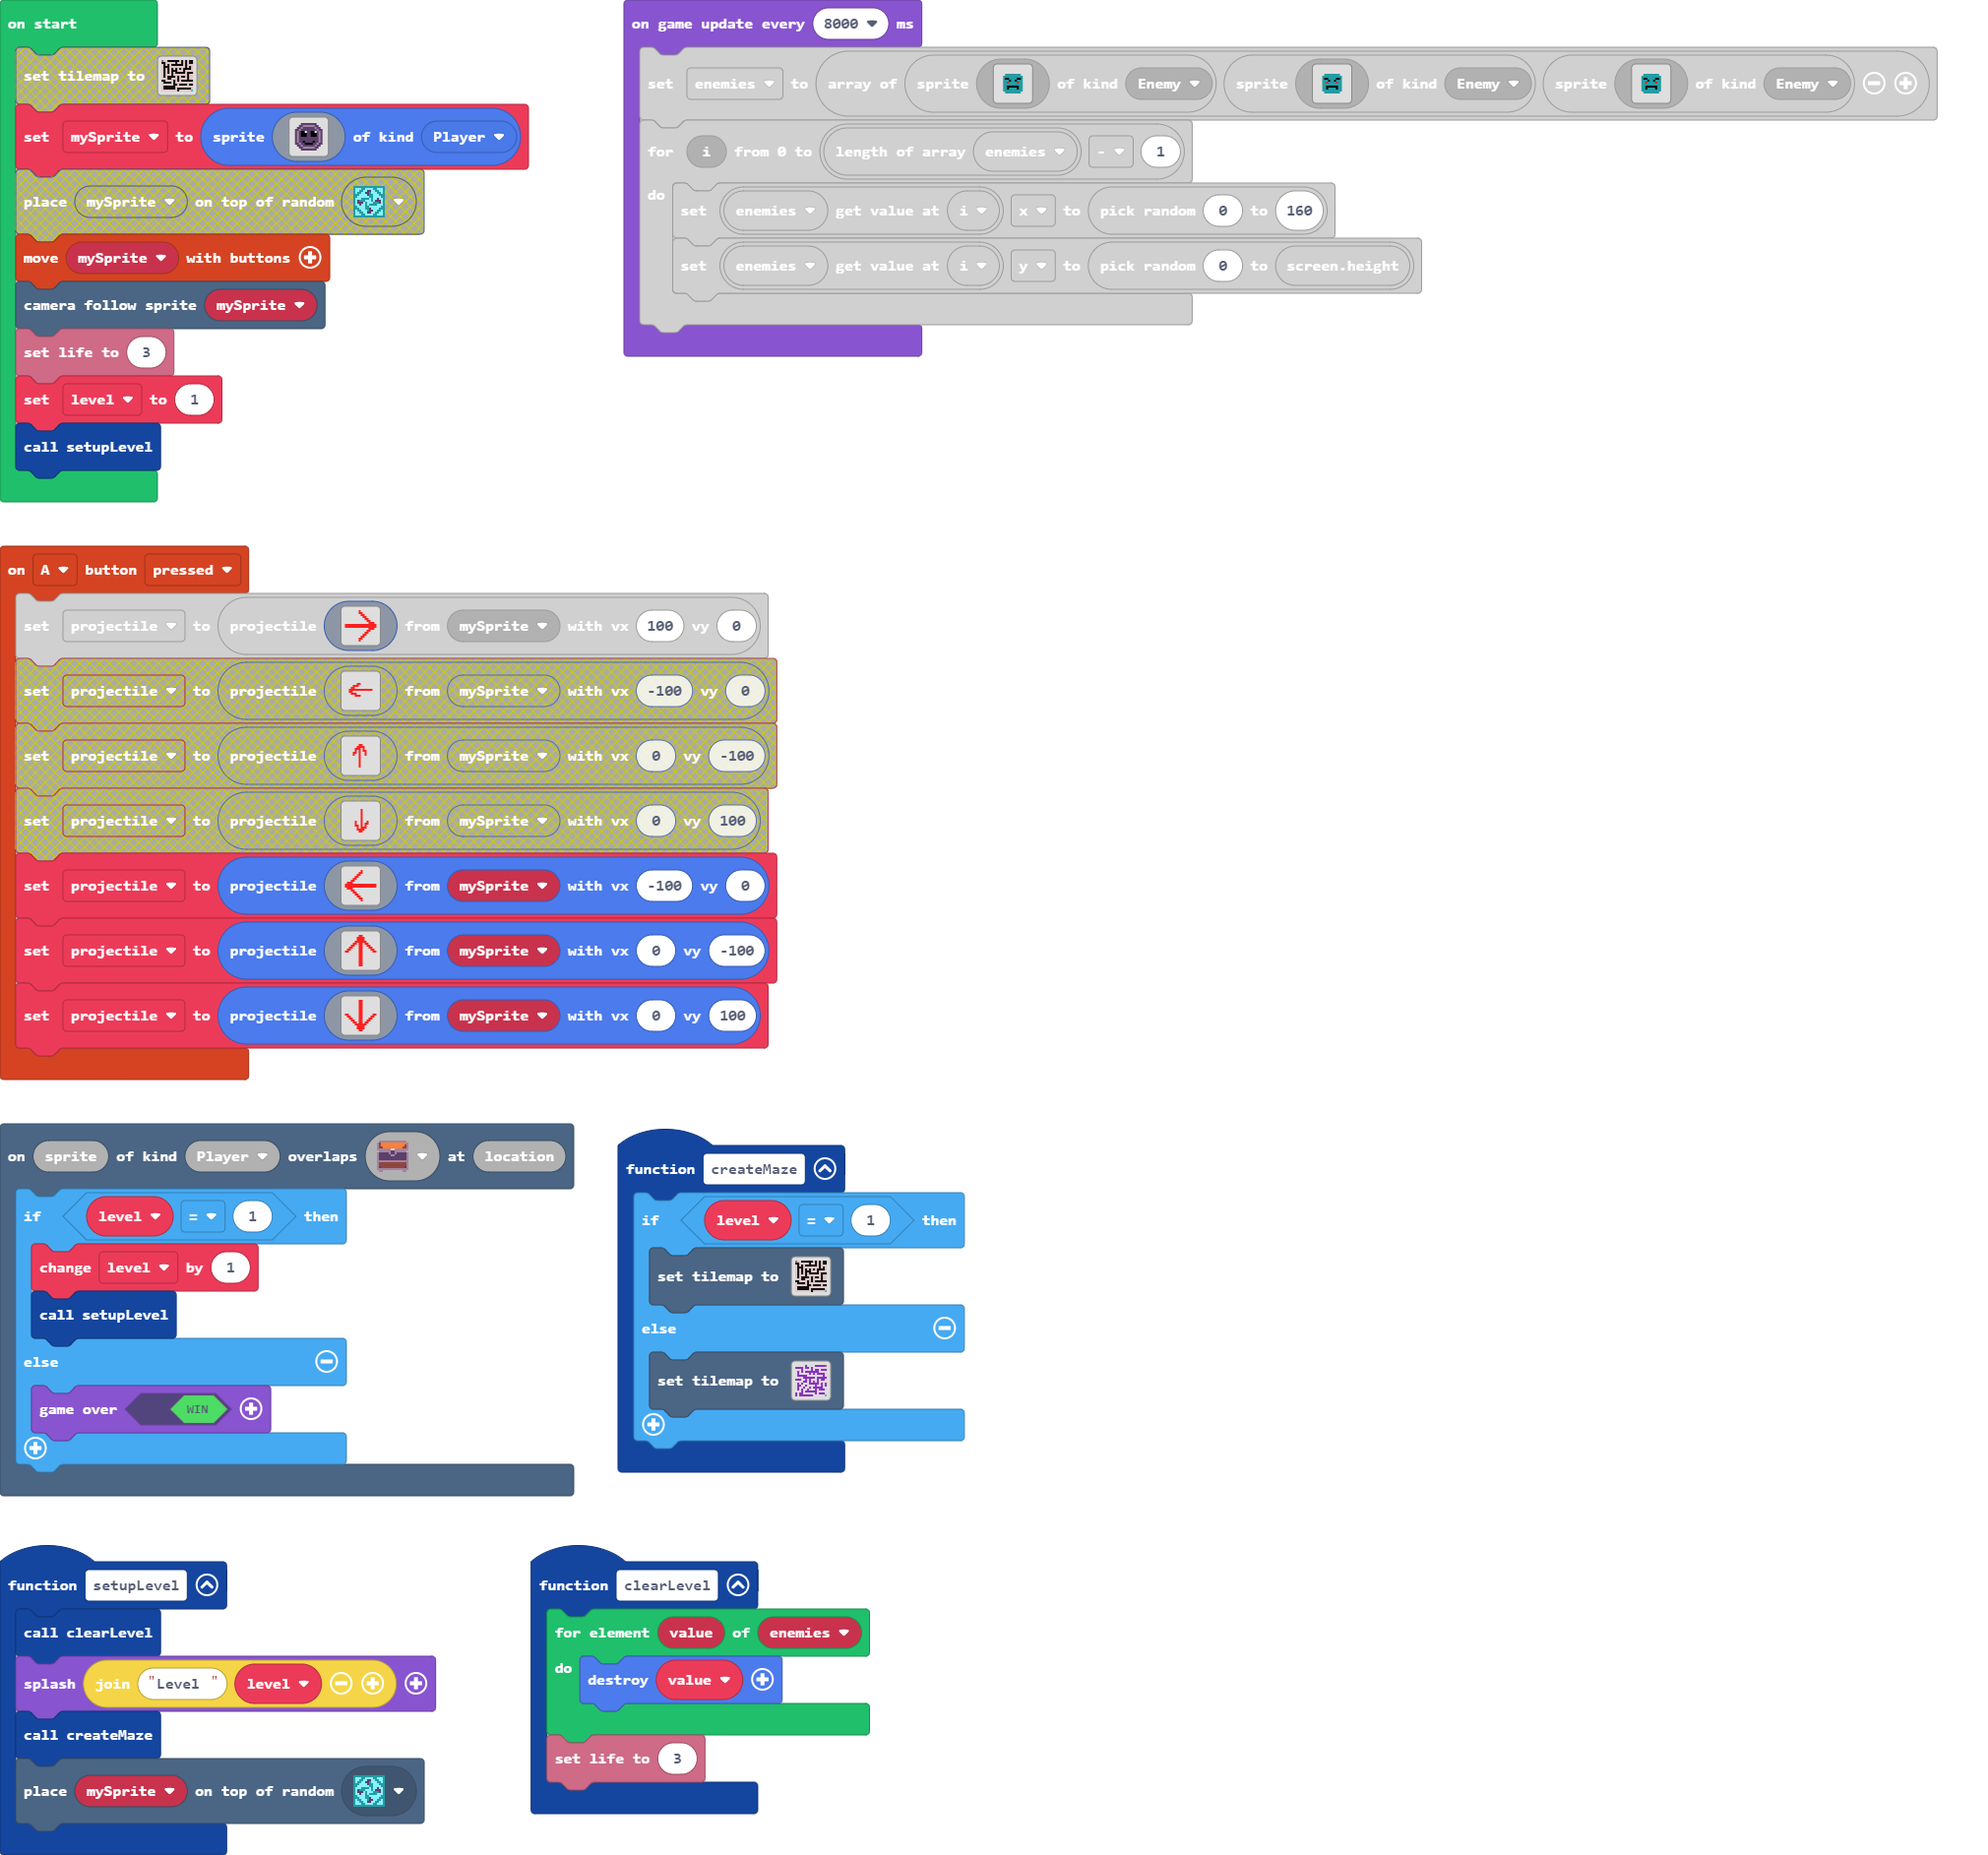 on start
set tilemap to
set mySprite to sprite of kind Player
place mySprite on top of random
move mySprite with buttons
camera follow sprite mySprite
set life to 3
set level to 1
call setupLevel
on game update every 8000 ms
set enemies to array of sprite of kind Enemy sprite of kind Enemy sprite of kind Enemy
for i from 0 to length of array enemies - 1
do
set enemies get value at i x to pick random 0 to 160
set enemies get value at i y to pick random 0 to screen.height
on A button pressed
set projectile to projectile from mySprite with vx 100 vy 0
set projectile to projectile from mySprite with vx -100 vy 0
set projectile to projectile from mySprite with vx 0 vy -100
set projectile to projectile from mySprite with vx 0 vy 100
set projectile to projectile from mySprite with vx -100 vy 0
set projectile to projectile from mySprite with vx 0 vy -100
set projectile to projectile from mySprite with vx 0 vy 100
on sprite of kind Player overlaps at location
if level = 1 then
change level by 1
call setupLevel
else
game over WIN
function createMaze
if level = 1 then
set tilemap to
else
set tilemap to
function setupLevel
call clearLevel
splash join "Level " level
call createMaze
place mySprite on top of random
function clearLevel
for element value of enemies
do destroy value
set life to 3